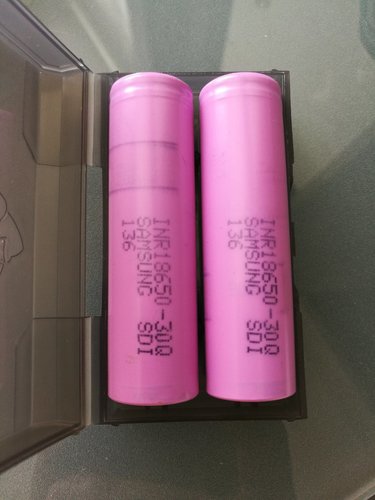 INR18650-30Q
SAMSUNG SDI
136
INR18650-30Q
SAMSUNG SDI
136